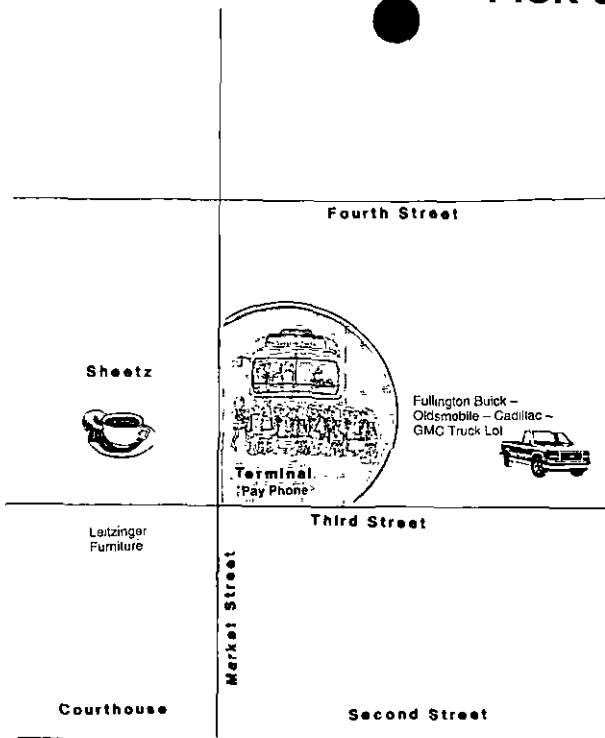 Fourth Street
Sheetz
Fullington Buick –
Oldsmobile – Cadillac –
GMC Truck Lot
Terminal
Pay Phone
Third Street
Leitzinger
Furniture
Market Street
Courthouse
Second Street